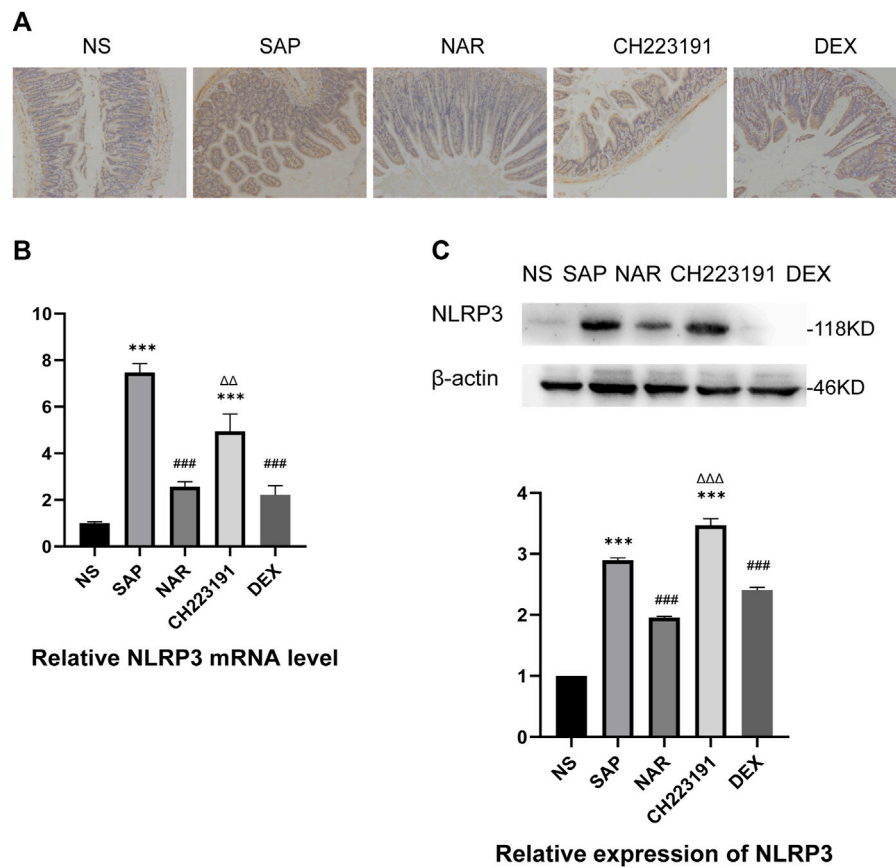 A
NS SAP NAR CH223191 DEX
B
10
8
6
4
2
0
***
###
ΔΔ
***
###
NS SAP NAR CH223191 DEX
Relative NLRP3 mRNA level
C
NS SAP NAR CH223191 DEX
NLRP3 -118KD
β-actin -46KD
4
3
2
1
0
***
###
ΔΔΔ
***
###
NS SAP NAR CH223191 DEX
Relative expression of NLRP3